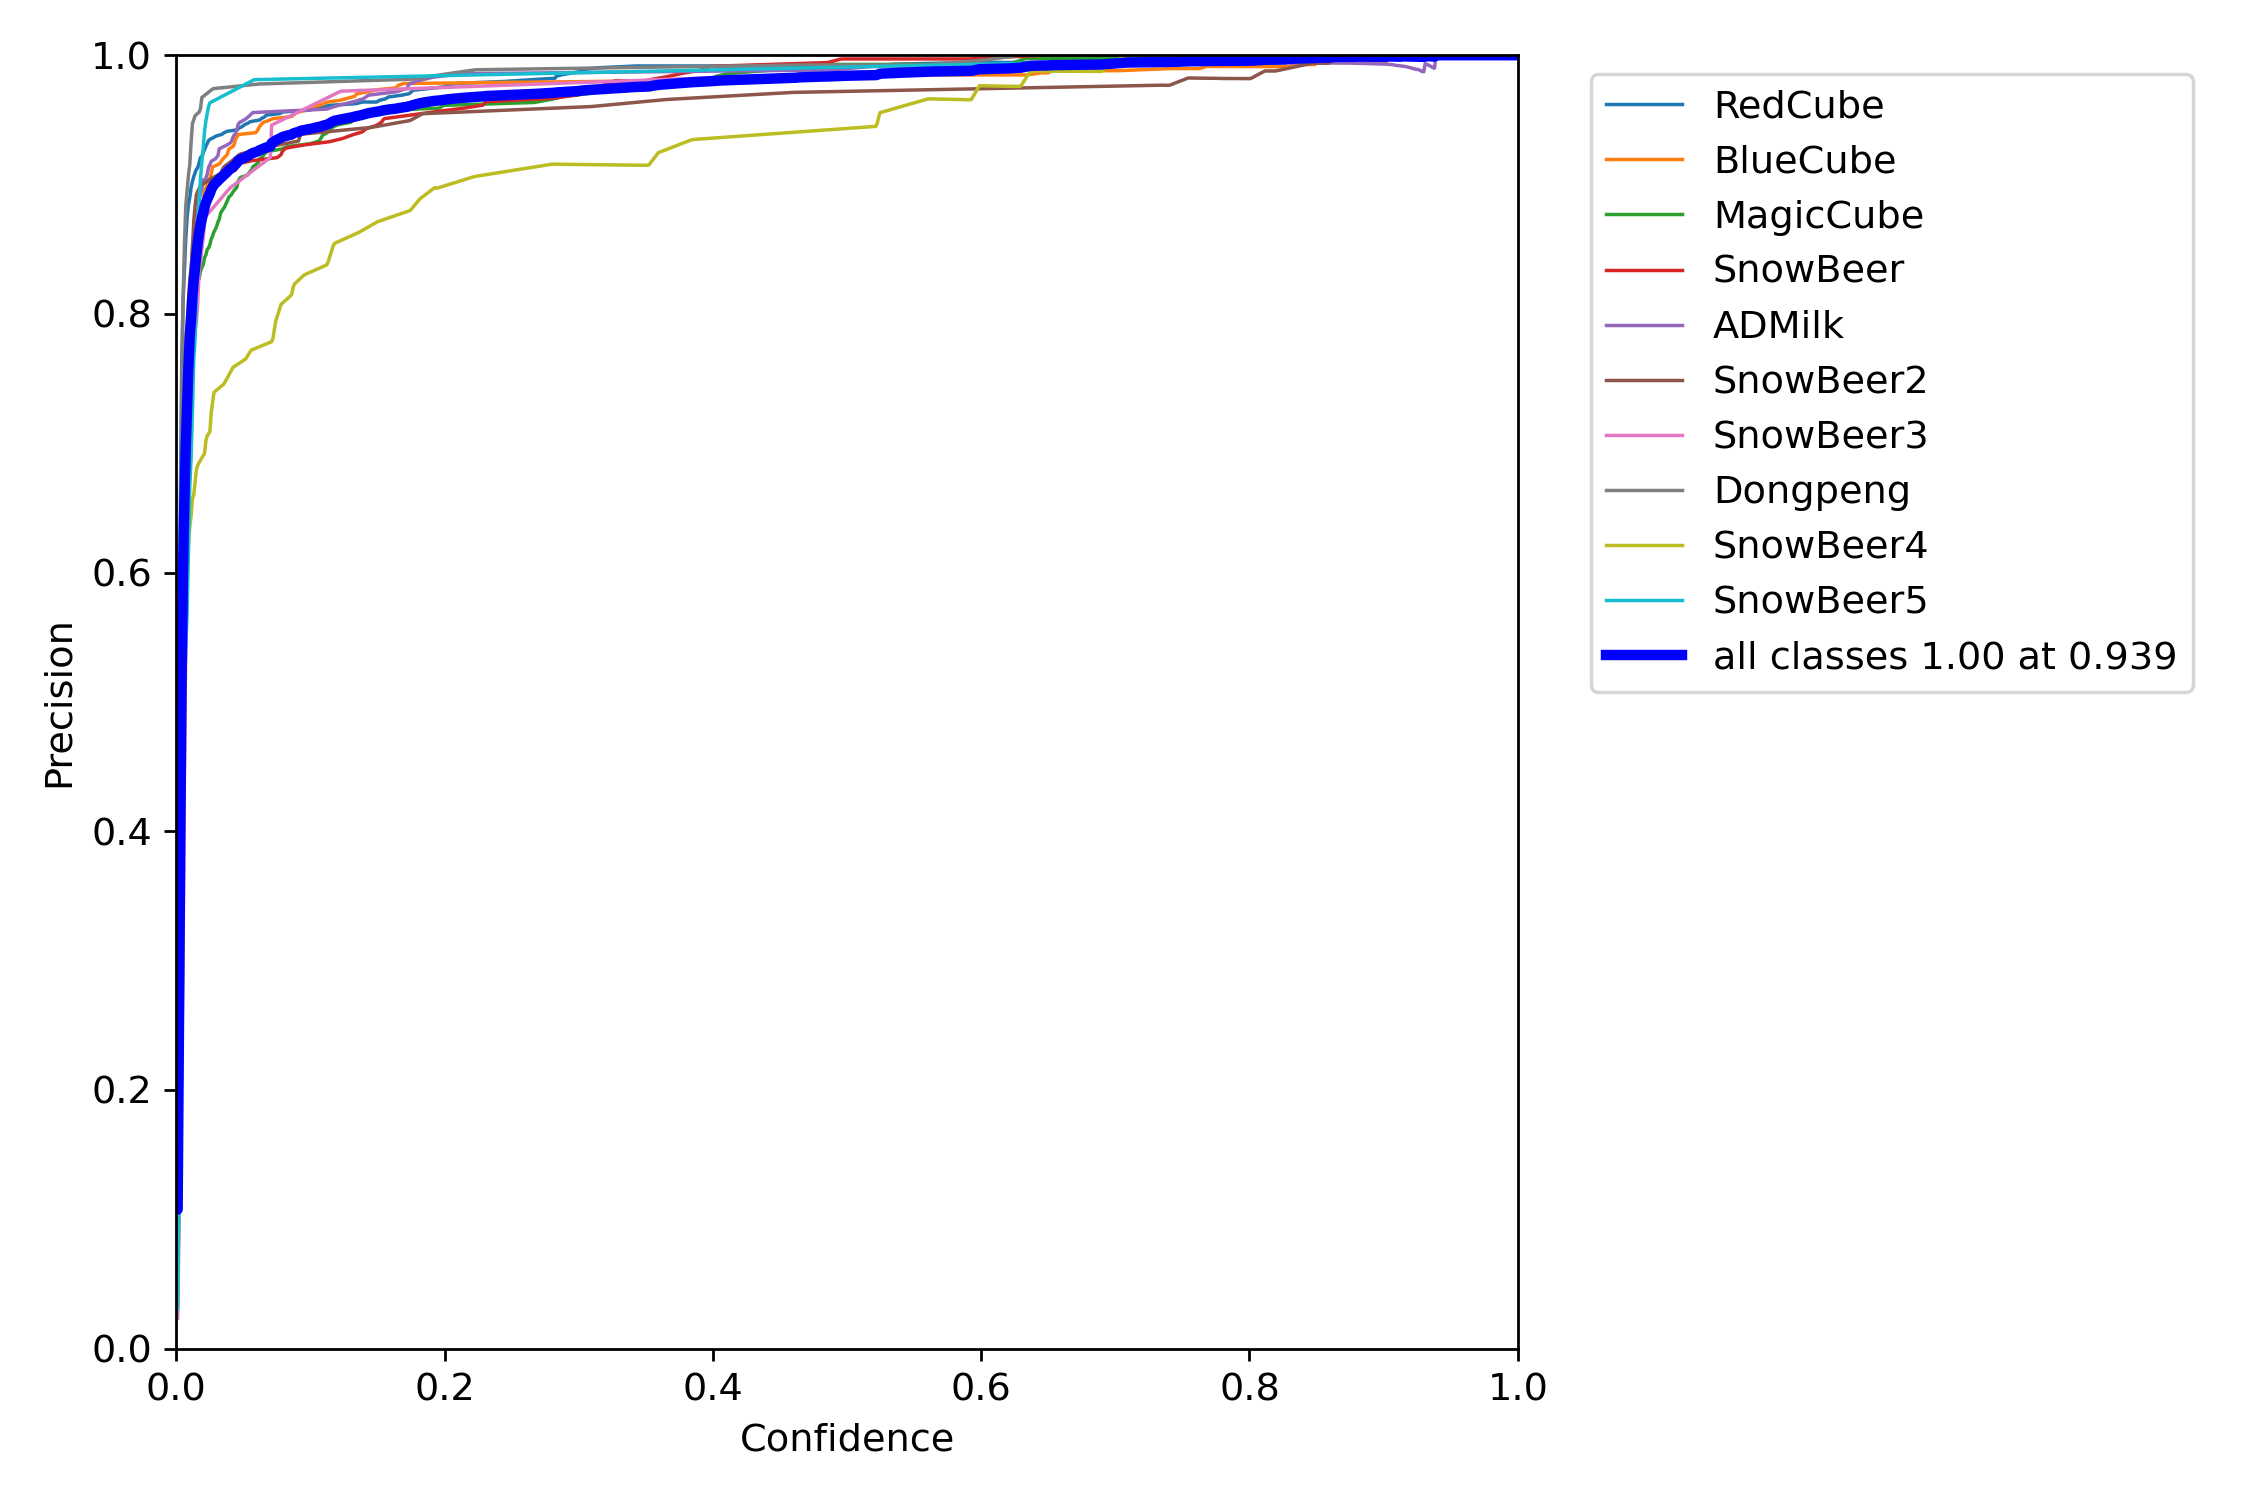 1.0
0.8
0.6
0.4
0.2
0.0
0.0 0.2 0.4 0.6 0.8 1.0
Precision
Confidence
RedCube
BlueCube
MagicCube
SnowBeer
ADMilk
SnowBeer2
SnowBeer3
Dongpeng
SnowBeer4
SnowBeer5
all classes 1.00 at 0.939